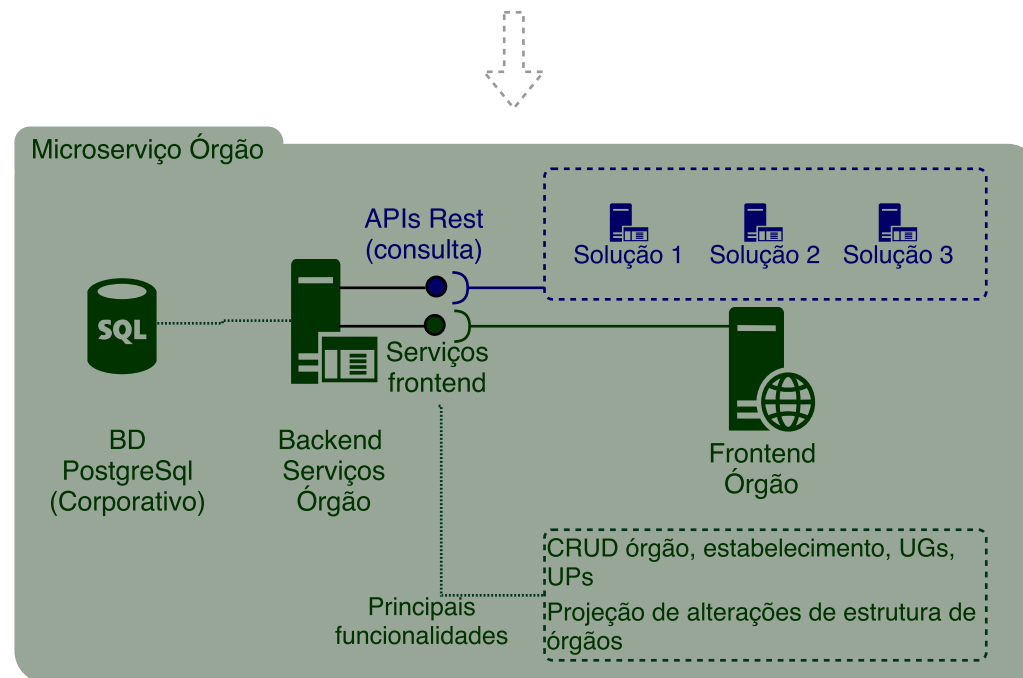 Microserviço Órgão
APIs Rest
(consulta)
Solução 1
Solução 2
Solução 3
SQL
Serviços
frontend
BD
PostgreSql
(Corporativo)
Backend
Serviços
Órgão
Frontend
Órgão
Principais
funcionalidades
CRUD órgão, estabelecimento, UGs,
UPs
Projeção de alterações de estrutura de
órgãos